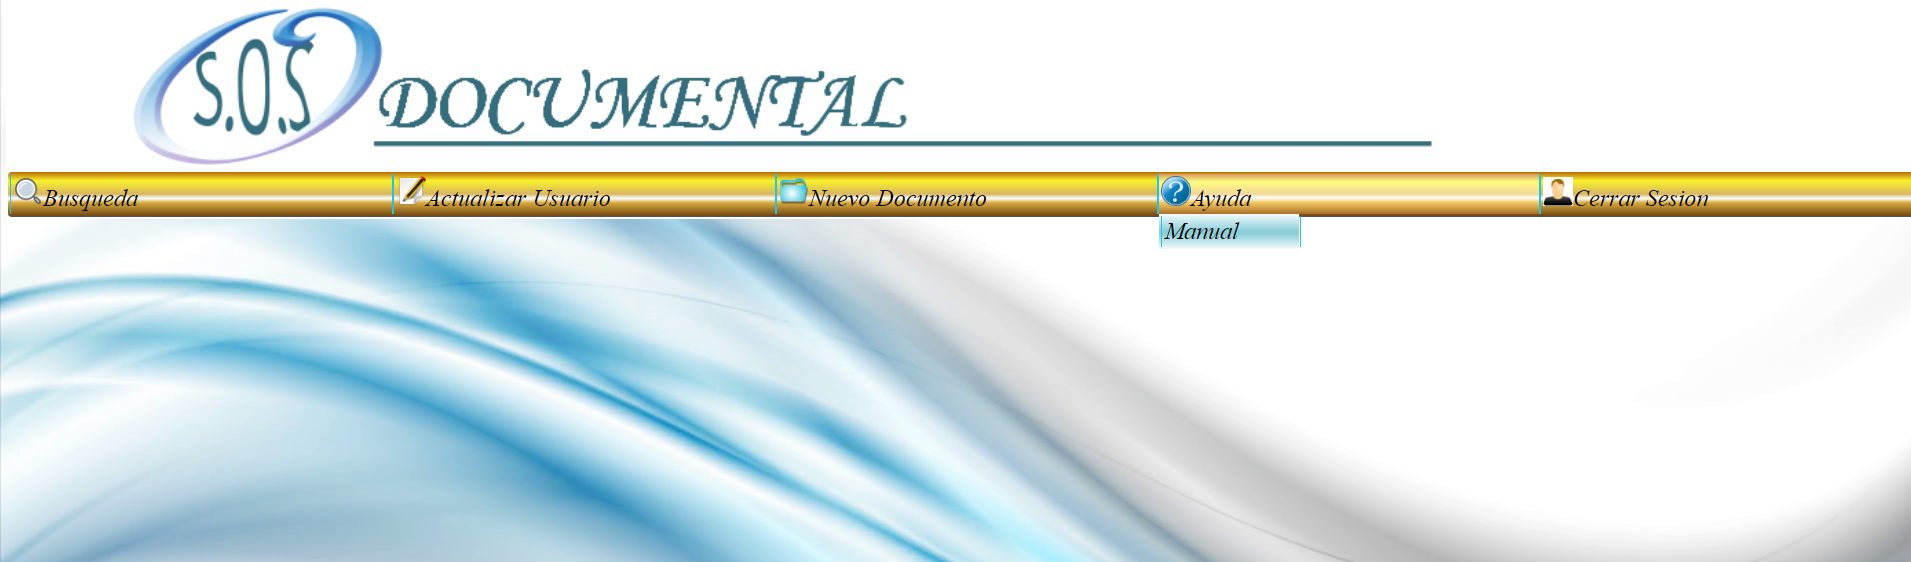 S.O.S
DOCUMENTAL
Busqueda
Actualizar Usuario
Nuevo Documento
? Ayuda
Cerrar Sesion
Manual